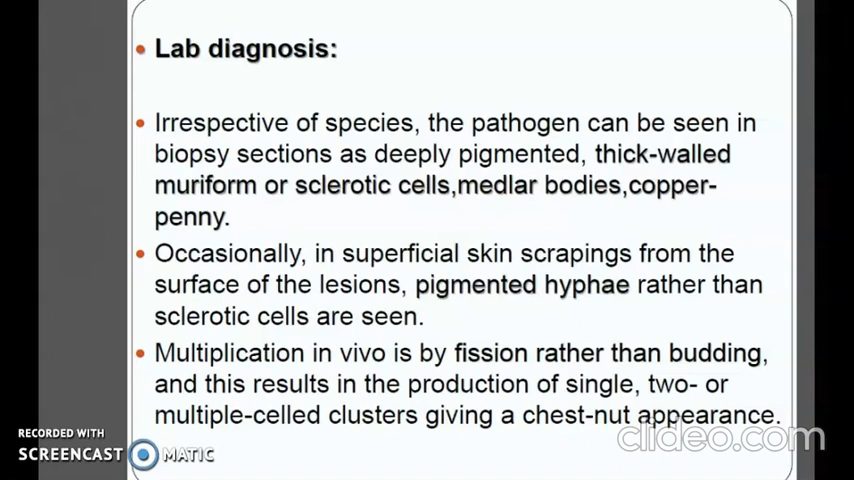 Lab diagnosis:
Irrespective of species, the pathogen can be seen in
biopsy sections as deeply pigmented, thick-walled
muriform or sclerotic cells,medlar bodies,copper-
penny.
Occasionally, in superficial skin scrapings from the
surface of the lesions, pigmented hyphae rather than
sclerotic cells are seen.
Multiplication in vivo is by fission rather than budding,
and this results in the production of single, two- or
multiple-celled clusters giving a chest-nut appearance.
clideo.com
RECORDED WITH
SCREENCAST MATIC